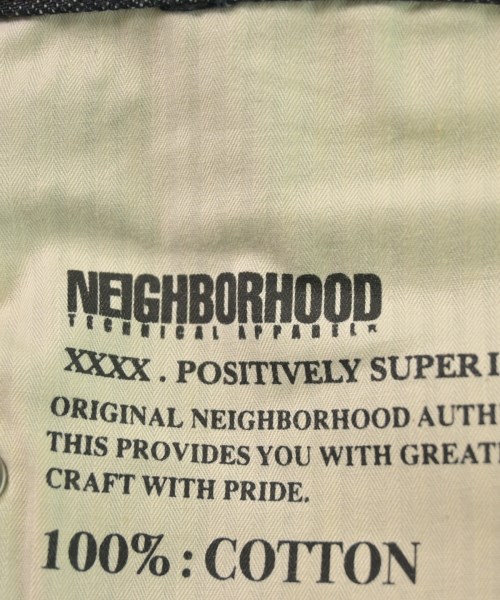 NEIGHBORHOOD
TECHNICAL APPAREL
XXXX . POSITIVELY SUPER
ORIGINAL NEIGHBORHOOD
THIS PROVIDES YOU WITH
CRAFT WITH PRIDE.
100% : COTTON